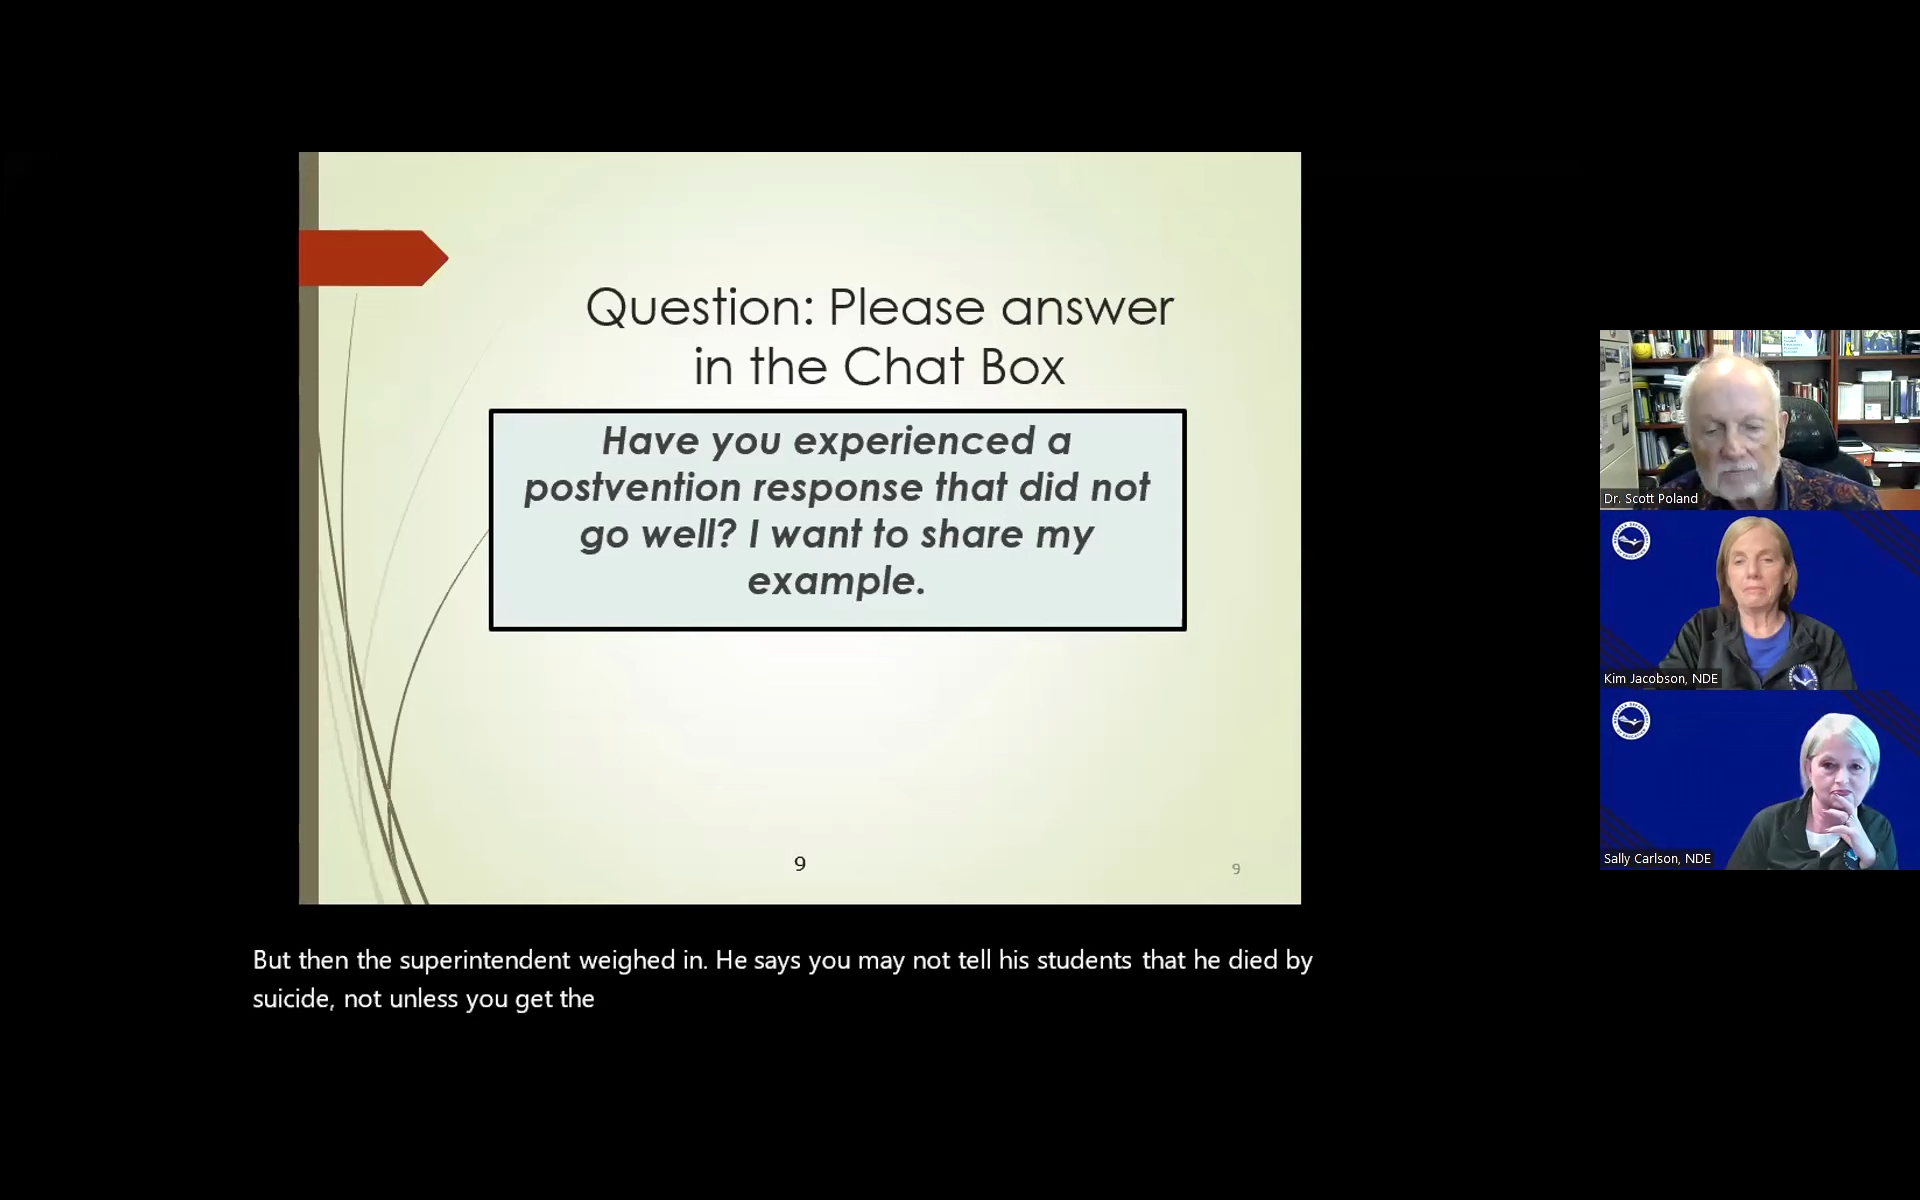 Question: Please answer
in the Chat Box
Have you experienced a
postvention response that did not
go well? I want to share my
example.
9
9
Dr. Scott Poland
Kim Jacobson, NDE
Sally Carlson, NDE
But then the superintendent weighed in. He says you may not tell his students that he died by
suicide, not unless you get the